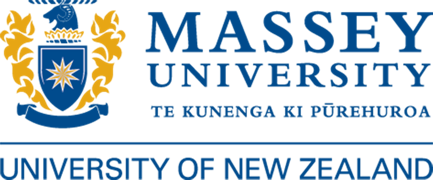 MASSEY
UNIVERSITY
TE KUNENGA KI PŪREHUROA
UNIVERSITY OF NEW ZEALAND